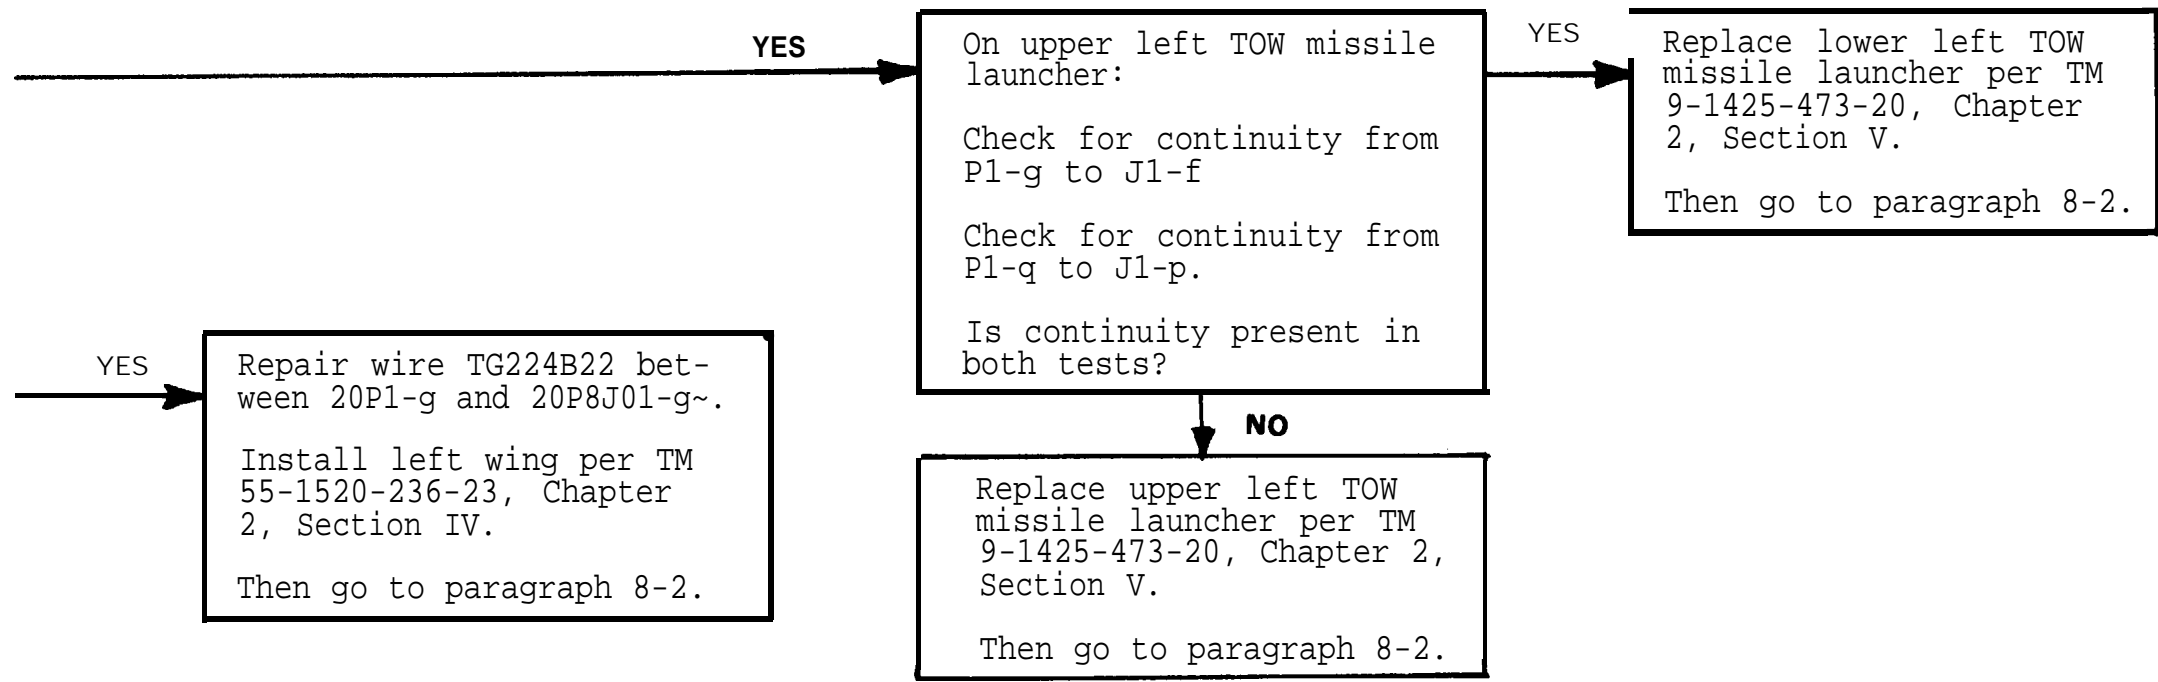 YES
On upper left TOW missile
launcher:
Check for continuity from
P1-g to J1-f
Check for continuity from
P1-q to J1-p.
Is continuity present in
both tests?
YES
Replace lower left TOW
missile launcher per TM
9-1425-473-20, Chapter
2, Section V.
Then go to paragraph 8-2.
YES
Repair wire TG224B22 bet-
ween 20P1-g and 20P8J01-g~.
Install left wing per TM
55-1520-236-23, Chapter
2, Section IV.
Then go to paragraph 8-2.
NO
Replace upper left TOW
missile launcher per TM
9-1425-473-20, Chapter 2,
Section V.
Then go to paragraph 8-2.